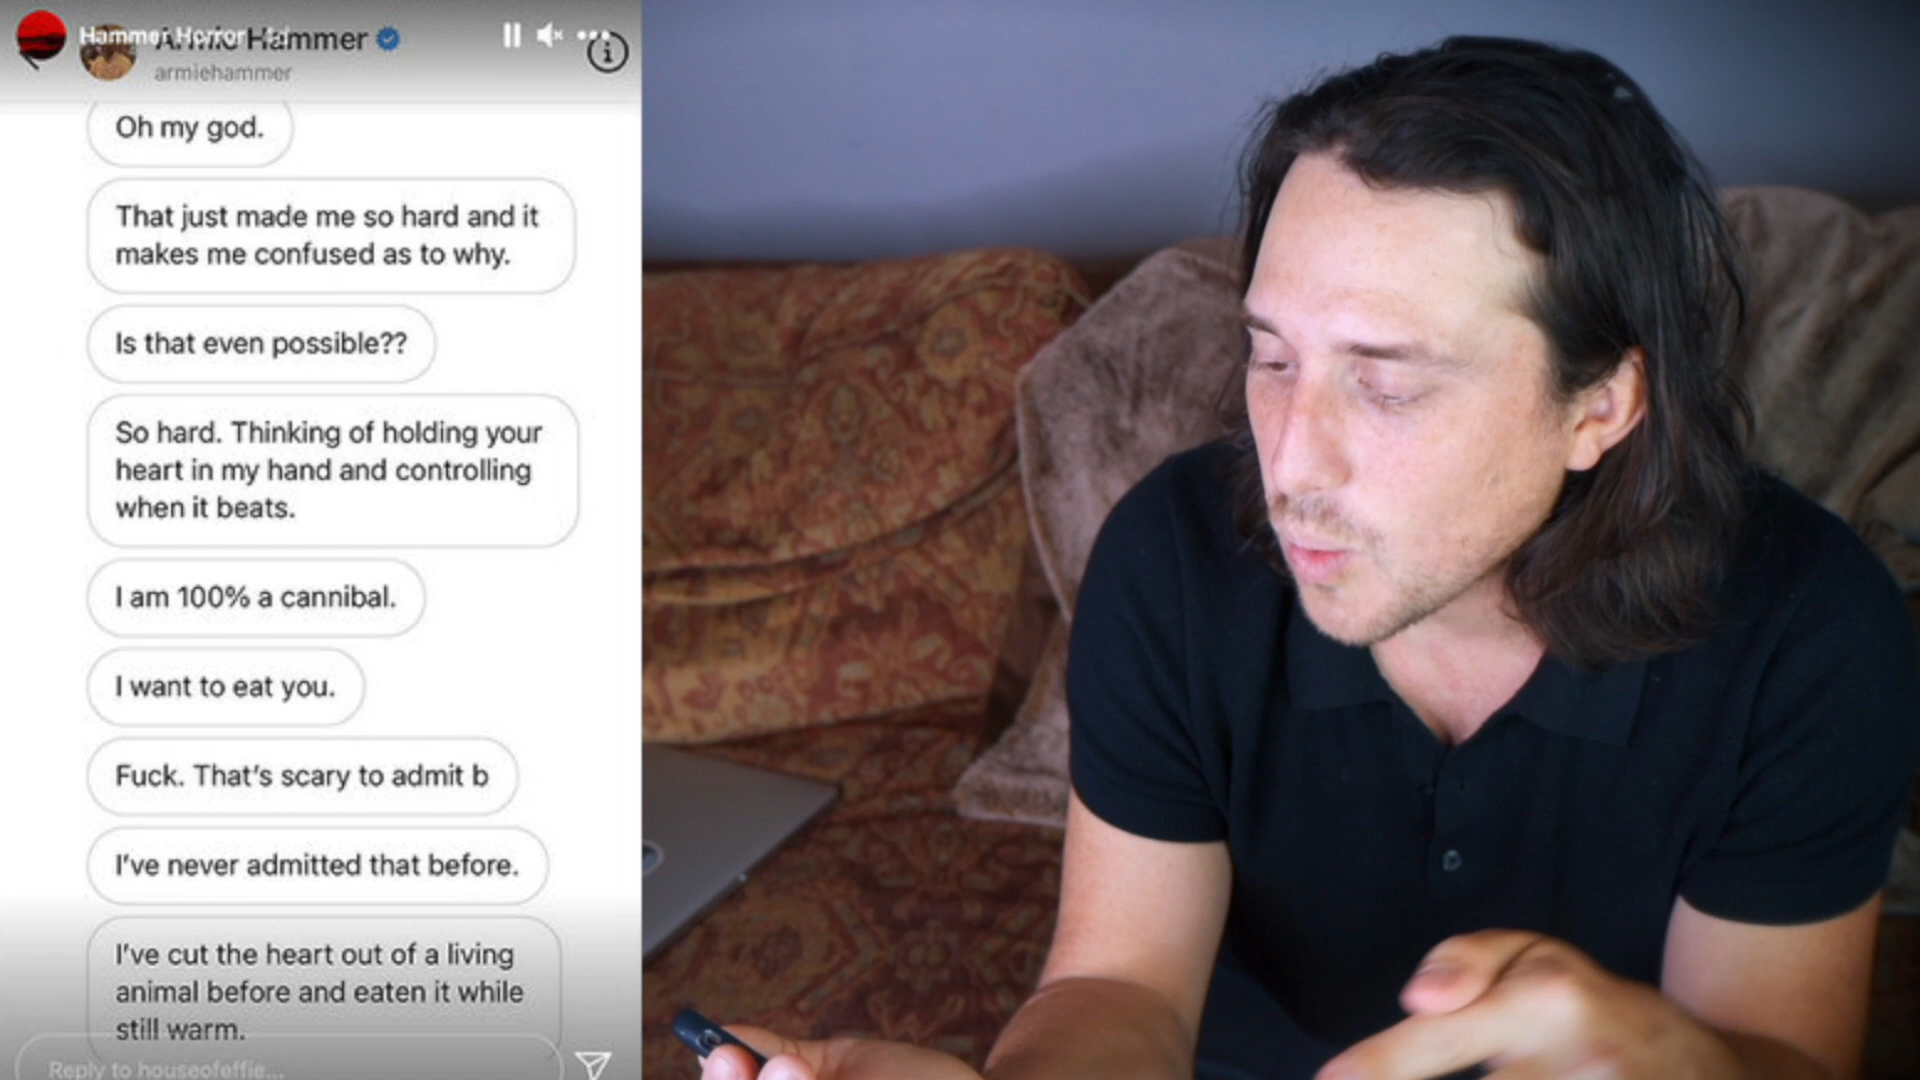 Hammer Horror
Armie Hammer
armiehammer
Oh my god.
That just made me so hard and it
makes me confused as to why.
Is that even possible??
So hard. Thinking of holding your
heart in my hand and controlling
when it beats.
I am 100% a cannibal.
I want to eat you.
Fuck. That's scary to admit b
I've never admitted that before.
I've cut the heart out of a living
animal before and eaten it while
still warm.
Reply to houseofeffie...